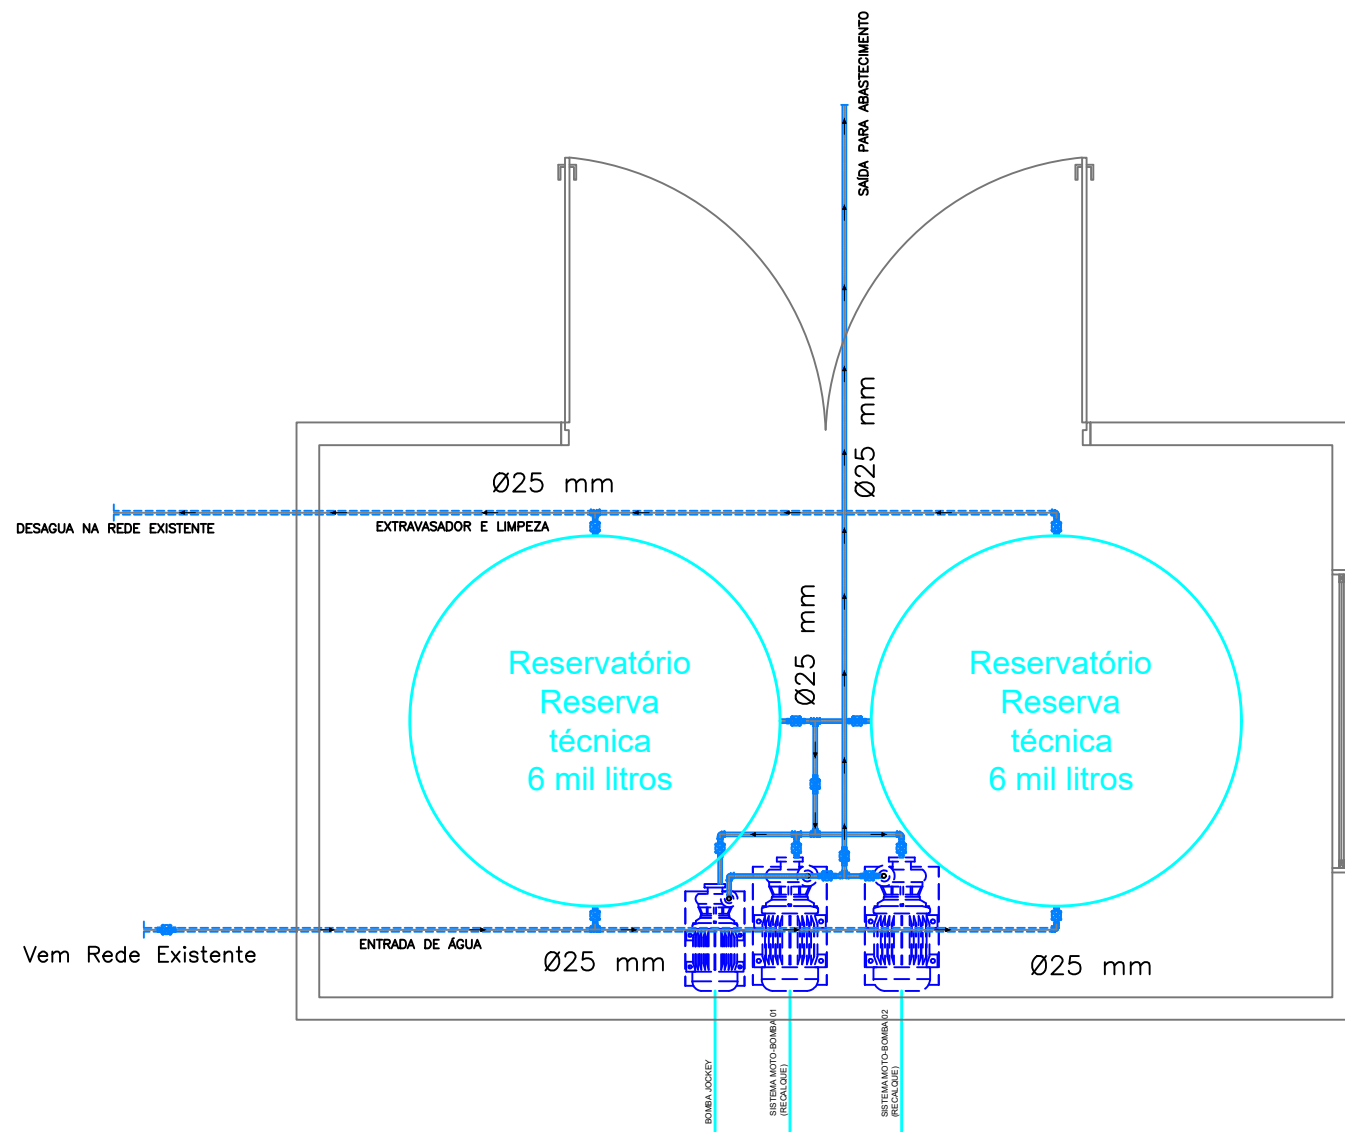 SAÍDA PARA ABASTECIMENTO
Ø25 mm
Ø25 mm
DESAGUA NA REDE EXISTENTE
EXTRAVASADOR E LIMPEZA
Ø25 mm
Reservatório
Reserva
técnica
6 mil litros
Reservatório
Reserva
técnica
6 mil litros
Vem Rede Existente
ENTRADA DE ÁGUA
Ø25 mm
Ø25 mm
BOMBA JOCKEY
SISTEMA MOTO-BOMBA 01
(RECALQUE)
SISTEMA MOTO-BOMBA 02
(RECALQUE)